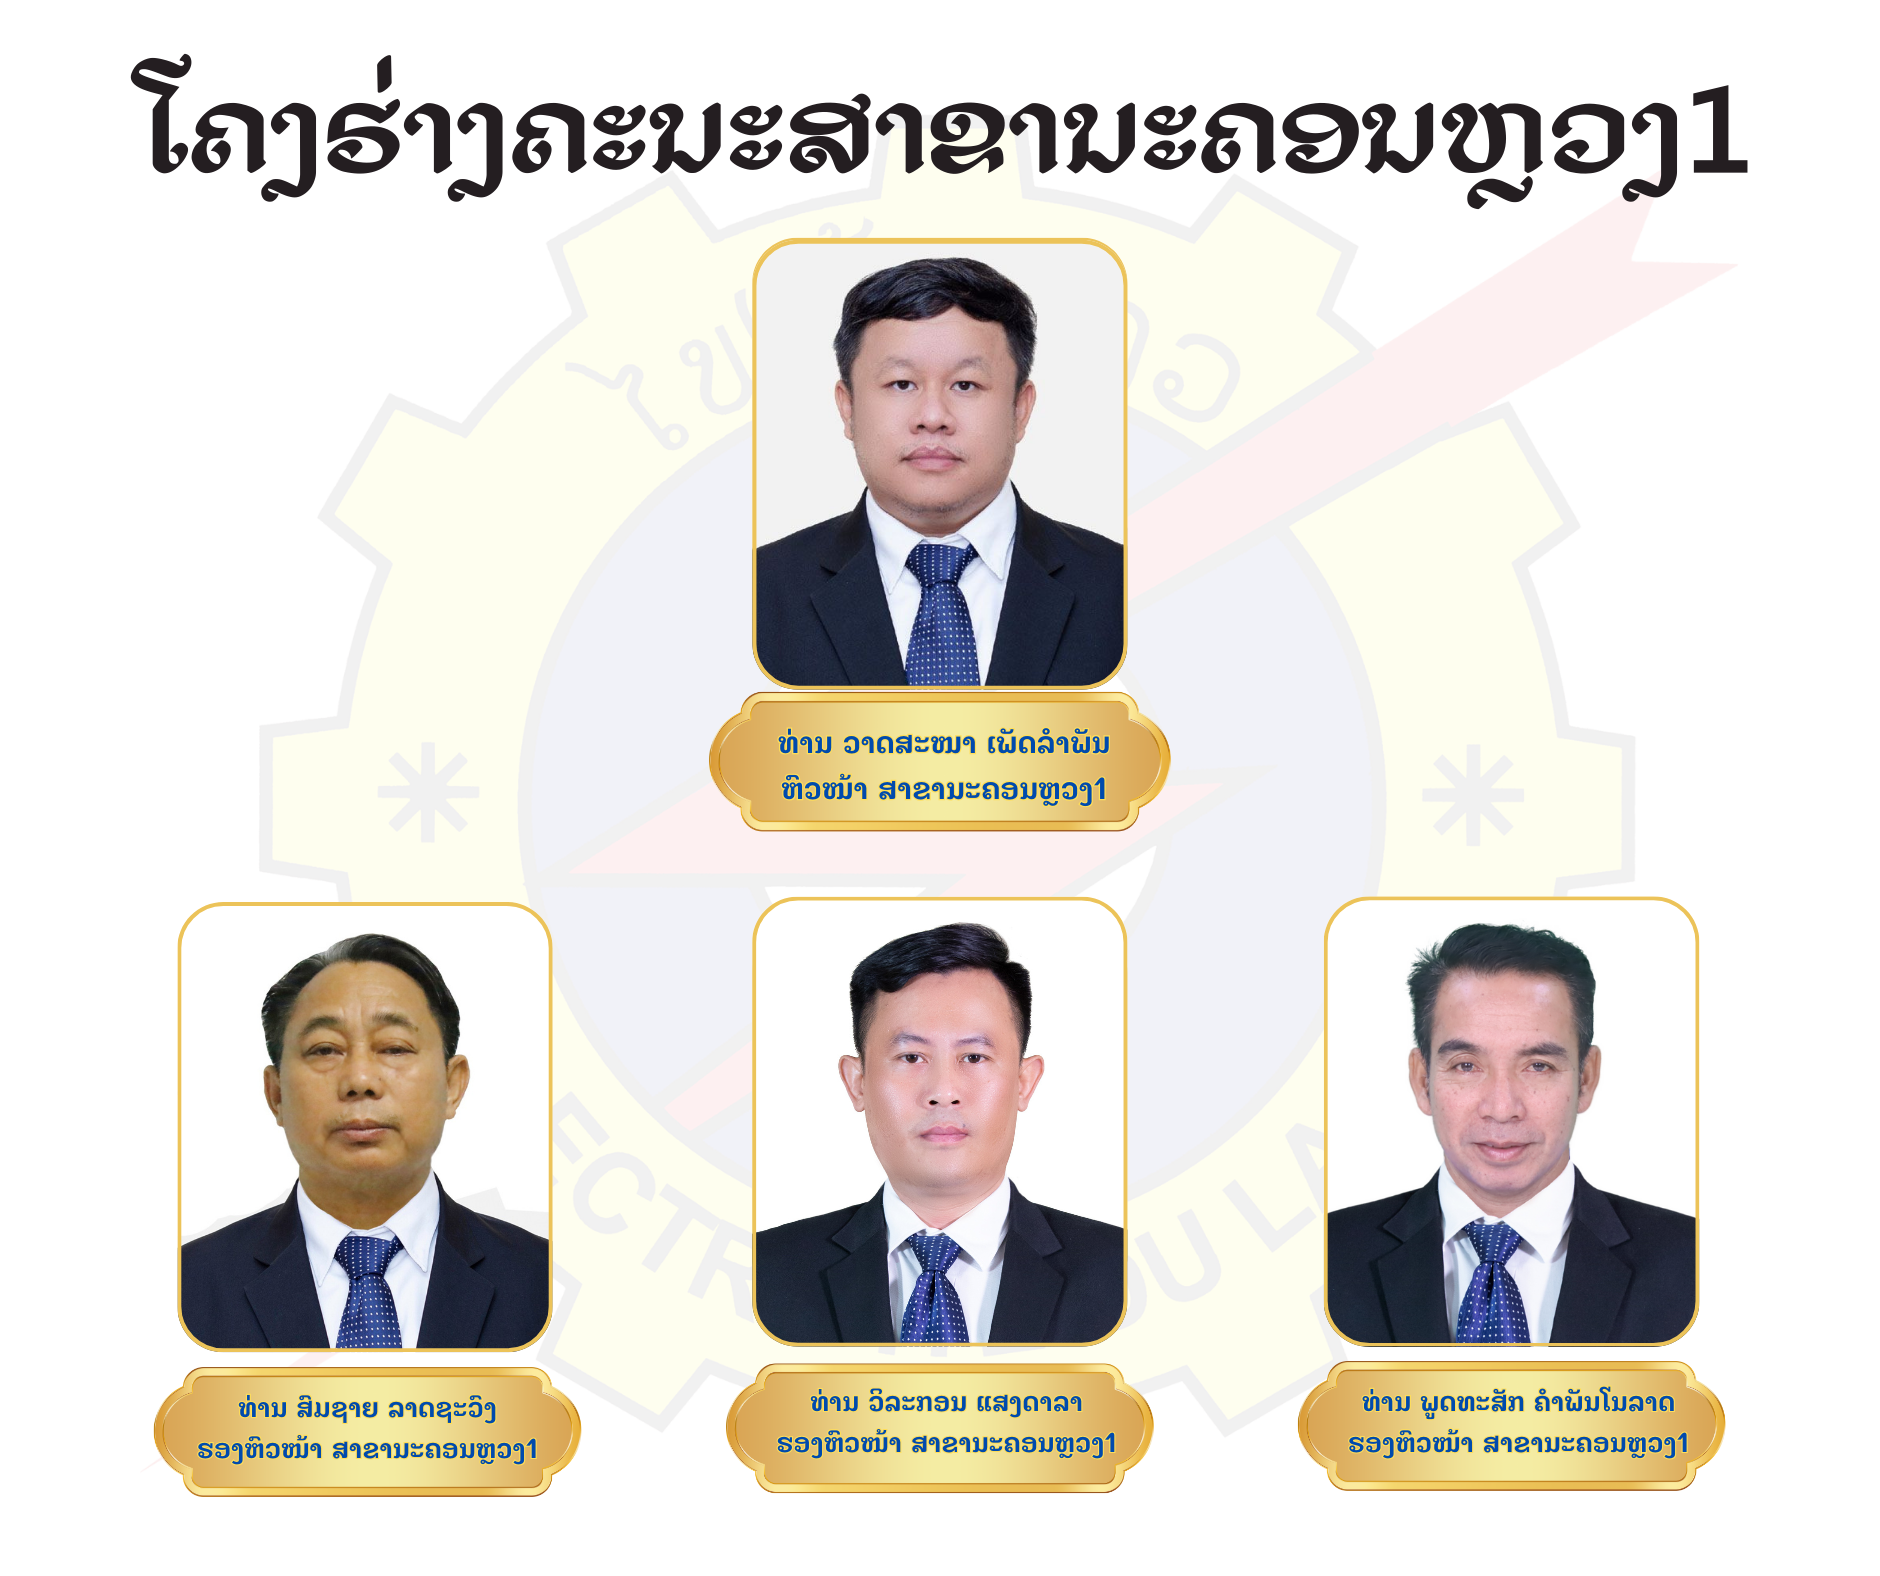 ໂຄງຮ່າງຄະນະສາຂານະຄອນຫຼວງ1
ທ່ານ ວາດສະໜາ ເພັດລຳພັນ
ຫົວໜ້າ ສາຂານະຄອນຫຼວງ1
ທ່ານ ສົມຊາຍ ລາດຊະວົງ
ຮອງຫົວໜ້າ ສາຂານະຄອນຫຼວງ1
ທ່ານ ວິລະກອນ ແສງດາລາ
ຮອງຫົວໜ້າ ສາຂານະຄອນຫຼວງ1
ທ່ານ ພູດທະສັກ ຄຳພັນໂນລາດ
ຮອງຫົວໜ້າ ສາຂານະຄອນຫຼວງ1